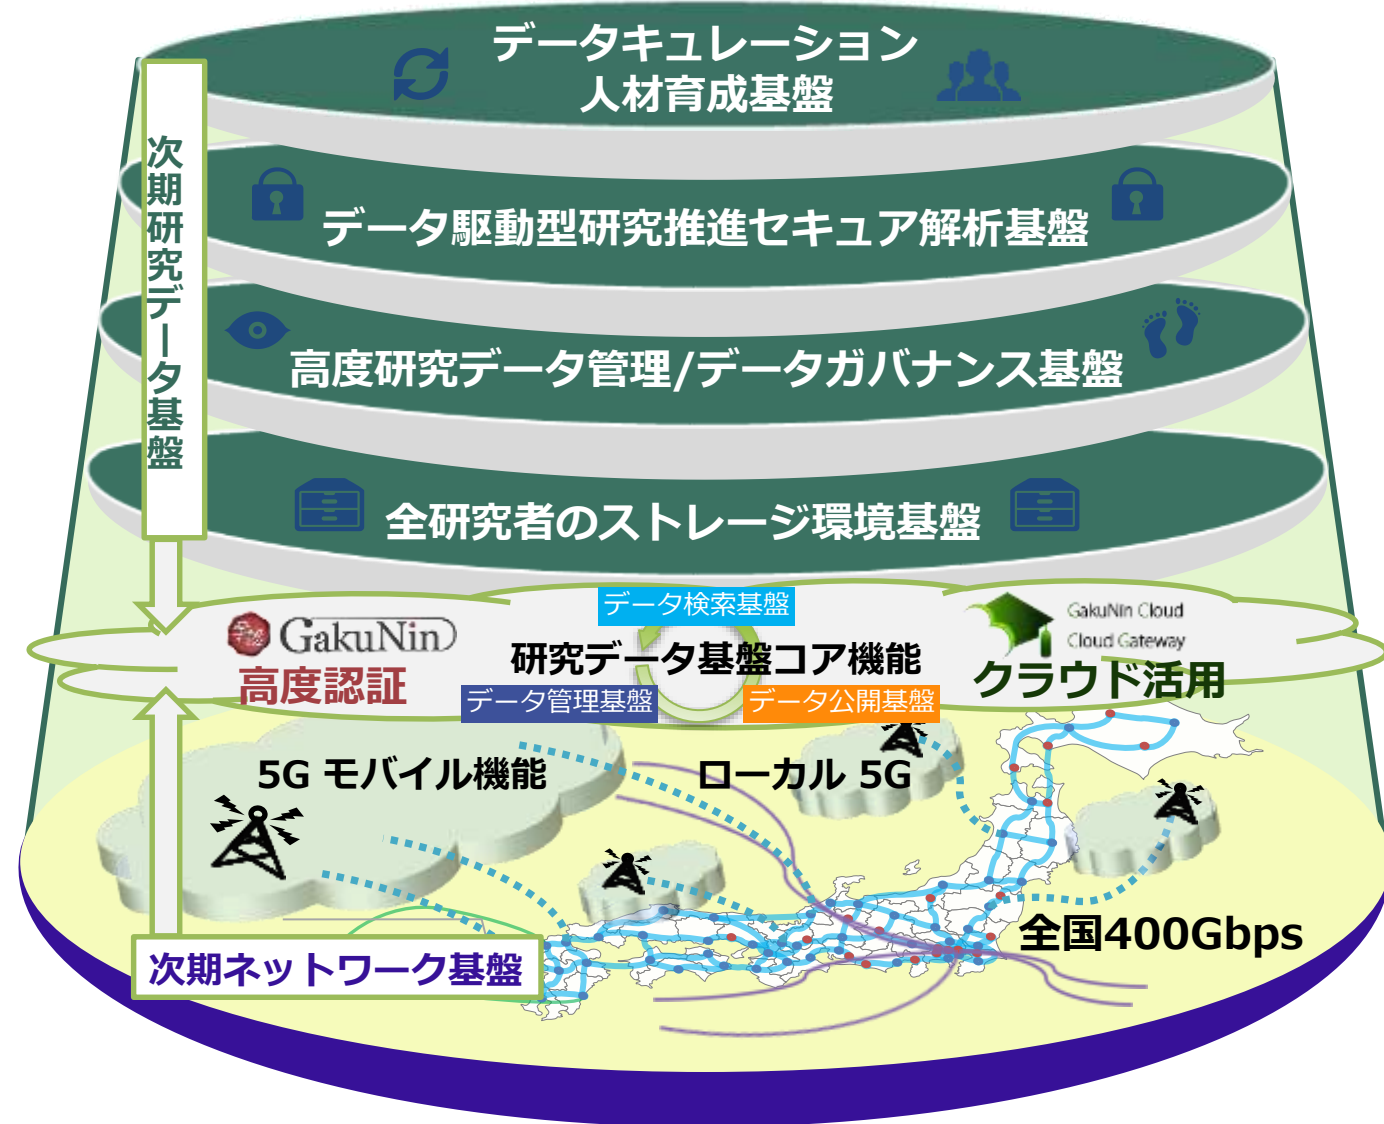 データキュレーション
人材育成基盤
次期研究データ基盤
データ駆動型研究推進セキュア解析基盤
高度研究データ管理/データガバナンス基盤
全研究者のストレージ環境基盤
データ検索基盤
GakuNin
高度認証
研究データ基盤コア機能
GakuNin Cloud
Cloud Gateway
クラウド活用
データ管理基盤
データ公開基盤
5G モバイル機能
ローカル 5G
全国400Gbps
次期ネットワーク基盤